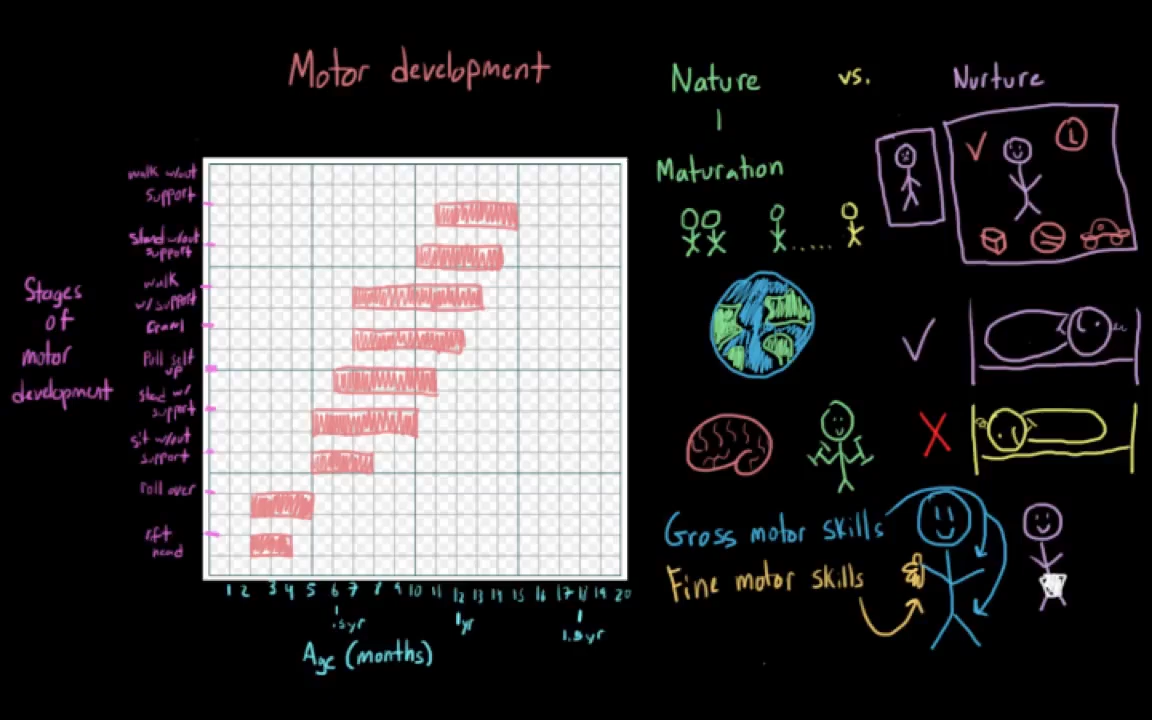 Motor development
Nature vs. Nurture
Maturation
Stages
of
motor
development
walk w/out
support
stand w/out
support
walk
w/ support
crawl
Pull self
up
stad w/
support
sit w/out
support
roll over
lift
head
1 2 3 4 5 6 7 8 9 10 11 12 13 14 15 16 17 18 19 20
.5yr 1yr 1.5yr
Age (months)
Gross motor skills
Fine motor skills